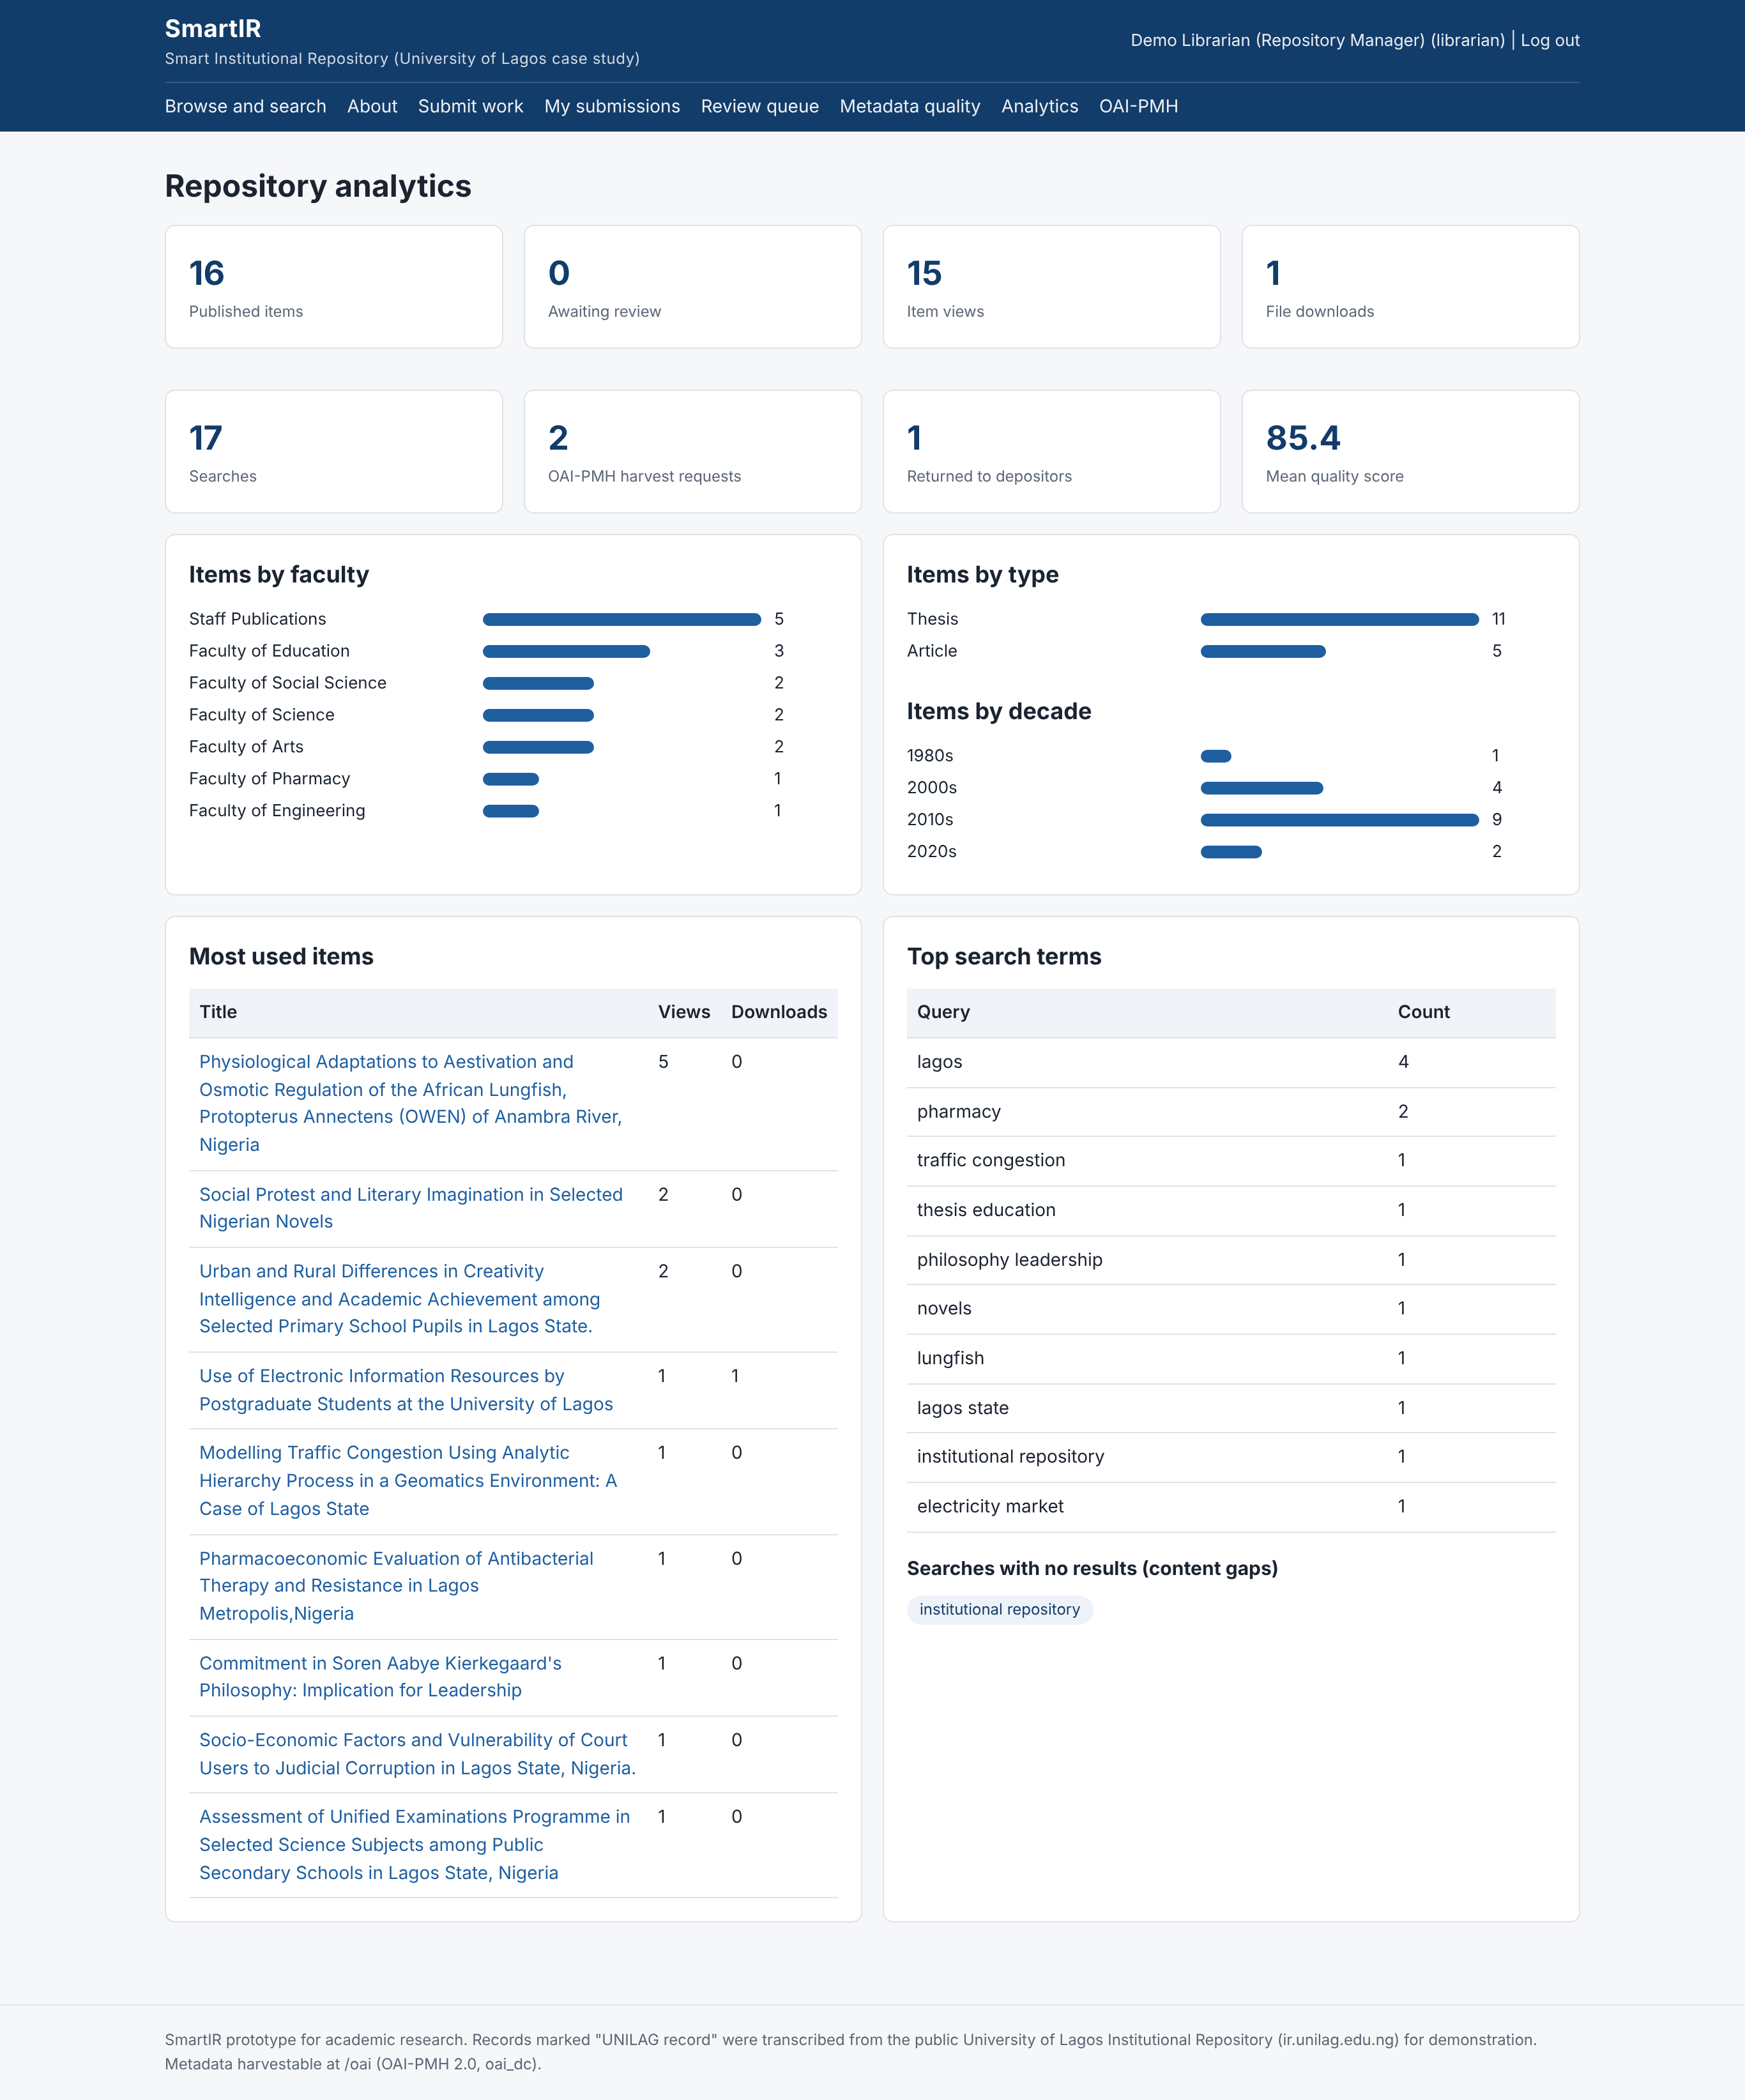 SmartIR
Smart Institutional Repository (University of Lagos case study)
Demo Librarian (Repository Manager) (librarian) | Log out
Browse and search About Submit work My submissions Review queue Metadata quality Analytics OAI-PMH
Repository analytics
16
Published items
0
Awaiting review
15
Item views
1
File downloads
17
Searches
2
OAI-PMH harvest requests
1
Returned to depositors
85.4
Mean quality score
Items by faculty
Staff Publications 5
Faculty of Education 3
Faculty of Social Science 2
Faculty of Science 2
Faculty of Arts 2
Faculty of Pharmacy 1
Faculty of Engineering 1
Items by type
Thesis 11
Article 5
Items by decade
1980s 1
2000s 4
2010s 9
2020s 2
Most used items
Title Views Downloads
Physiological Adaptations to Aestivation and 5 0
Osmotic Regulation of the African Lungfish,
Protopterus Annectens (OWEN) of Anambra River,
Nigeria
Social Protest and Literary Imagination in Selected 2 0
Nigerian Novels
Urban and Rural Differences in Creativity 2 0
Intelligence and Academic Achievement among
Selected Primary School Pupils in Lagos State.
Use of Electronic Information Resources by 1 1
Postgraduate Students at the University of Lagos
Modelling Traffic Congestion Using Analytic 1 0
Hierarchy Process in a Geomatics Environment: A
Case of Lagos State
Pharmacoeconomic Evaluation of Antibacterial 1 0
Therapy and Resistance in Lagos
Metropolis,Nigeria
Commitment in Soren Aabye Kierkegaard's 1 0
Philosophy: Implication for Leadership
Socio-Economic Factors and Vulnerability of Court 1 0
Users to Judicial Corruption in Lagos State, Nigeria.
Assessment of Unified Examinations Programme in 1 0
Selected Science Subjects among Public
Secondary Schools in Lagos State, Nigeria
Top search terms
Query Count
lagos 4
pharmacy 2
traffic congestion 1
thesis education 1
philosophy leadership 1
novels 1
lungfish 1
lagos state 1
institutional repository 1
electricity market 1
Searches with no results (content gaps)
institutional repository
SmartIR prototype for academic research. Records marked "UNILAG record" were transcribed from the public University of Lagos Institutional Repository (ir.unilag.edu.ng) for demonstration.
Metadata harvestable at /oai (OAI-PMH 2.0, oai_dc).